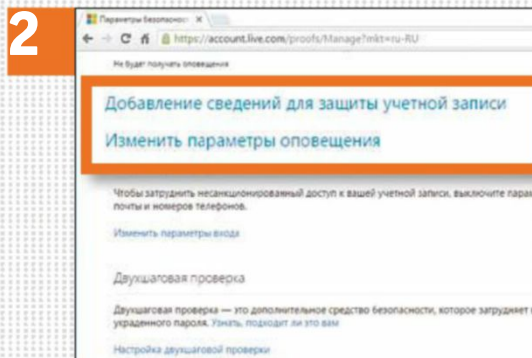 2
Параметры безопасност
https://account.live.com/proofs/Manage?mkt=ru-RU
Не будет получать оповещения
Добавление сведений для защиты учетной записи
Изменить параметры оповещения
Чтобы затруднить несанкционированный доступ к вашей учетной записи, выключите пара
почты и номеров телефонов.
Изменить параметры входа
Двухшаговая проверка
Двухшаговая проверка — это дополнительное средство безопасности, которое затрудняет
украденного пароля. Узнать, подходит ли это вам
Настройка двухшаговой проверки